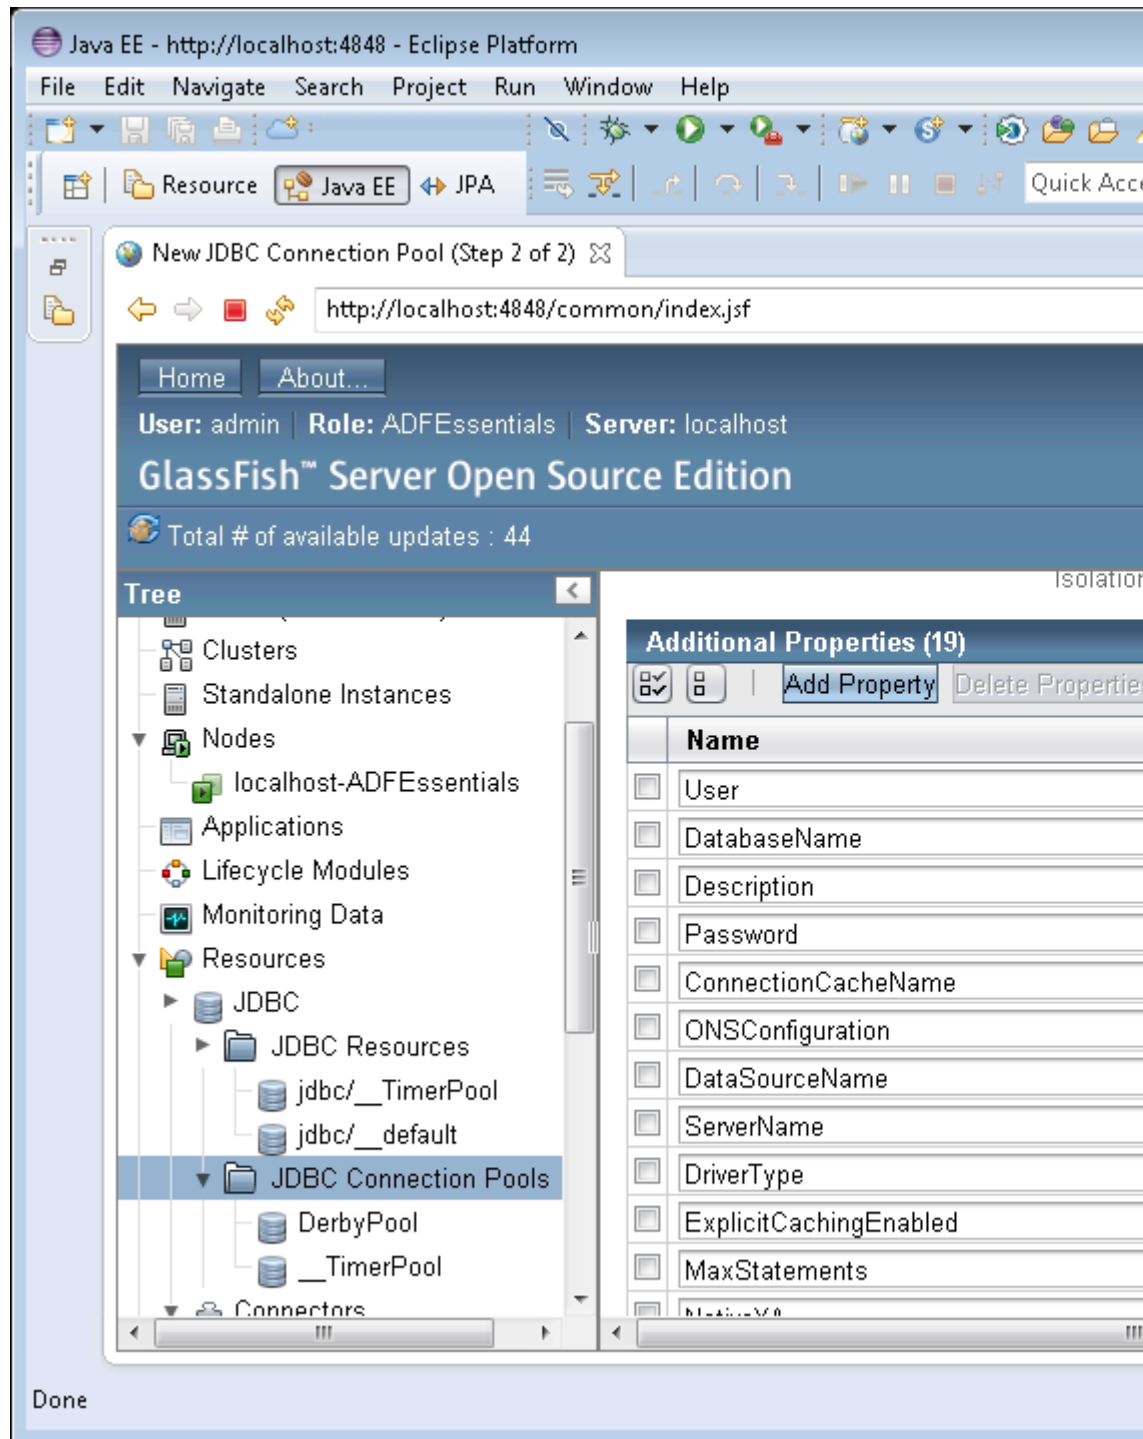 Java EE - http://localhost:4848 - Eclipse Platform
File Edit Navigate Search Project Run Window Help
Resource Java EE JPA Quick Acce
New JDBC Connection Pool (Step 2 of 2)
http://localhost:4848/common/index.jsf
Home About...
User: admin | Role: ADFEssentials | Server: localhost
GlassFish™ Server Open Source Edition
Total # of available updates : 44
Tree
Clusters
Standalone Instances
Nodes
localhost-ADFEssentials
Applications
Lifecycle Modules
Monitoring Data
Resources
JDBC
JDBC Resources
jdbc/__TimerPool
jdbc/__default
JDBC Connection Pools
DerbyPool
__TimerPool
Connectors
Isolation
Additional Properties (19)
Add Property Delete Propertie
Name
User
DatabaseName
Description
Password
ConnectionCacheName
ONSConfiguration
DataSourceName
ServerName
DriverType
ExplicitCachingEnabled
MaxStatements
NativeXA
Done